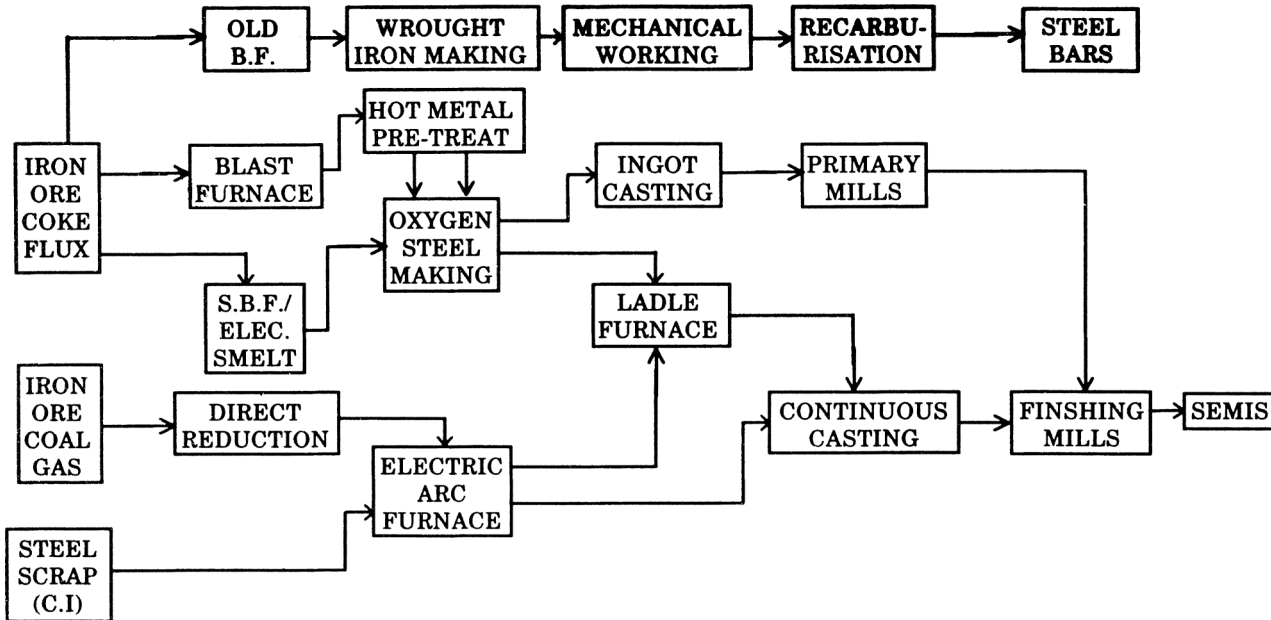 OLD
B.F.
WROUGHT
IRON MAKING
MECHANICAL
WORKING
RECARBU-
RISATION
STEEL
BARS
HOT METAL
PRE-TREAT
IRON
ORE
COKE
FLUX
BLAST
FURNACE
INGOT
CASTING
PRIMARY
MILLS
OXYGEN
STEEL
MAKING
S.B.F./
ELEC.
SMELT
LADLE
FURNACE
IRON
ORE
COAL
GAS
DIRECT
REDUCTION
CONTINUOUS
CASTING
FINSHING
MILLS
SEMIS
ELECTRIC
ARC
FURNACE
STEEL
SCRAP
(C.I)